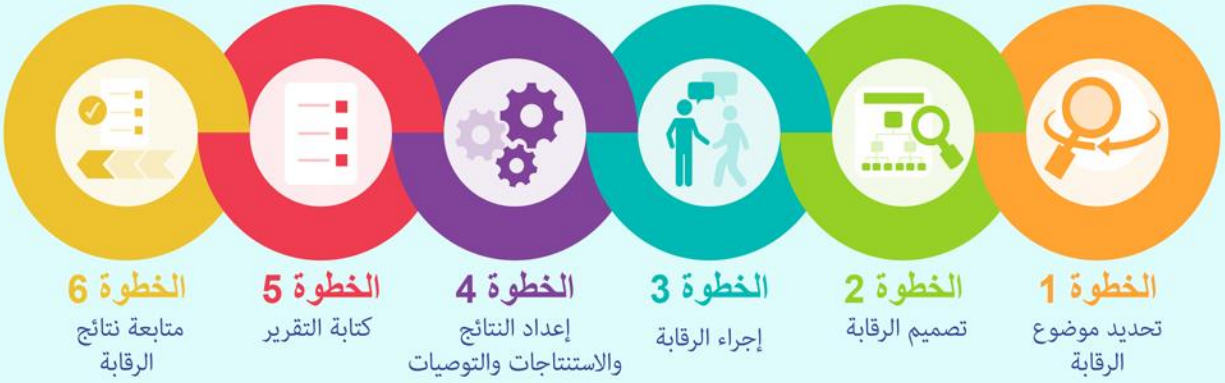 الخطوة 1
تحديد موضوع
الرقابة
الخطوة 2
تصميم الرقابة
الخطوة 3
إجراء الرقابة
الخطوة 4
إعداد النتائج
والاستنتاجات والتوصيات
الخطوة 5
كتابة التقرير
الخطوة 6
متابعة نتائج
الرقابة